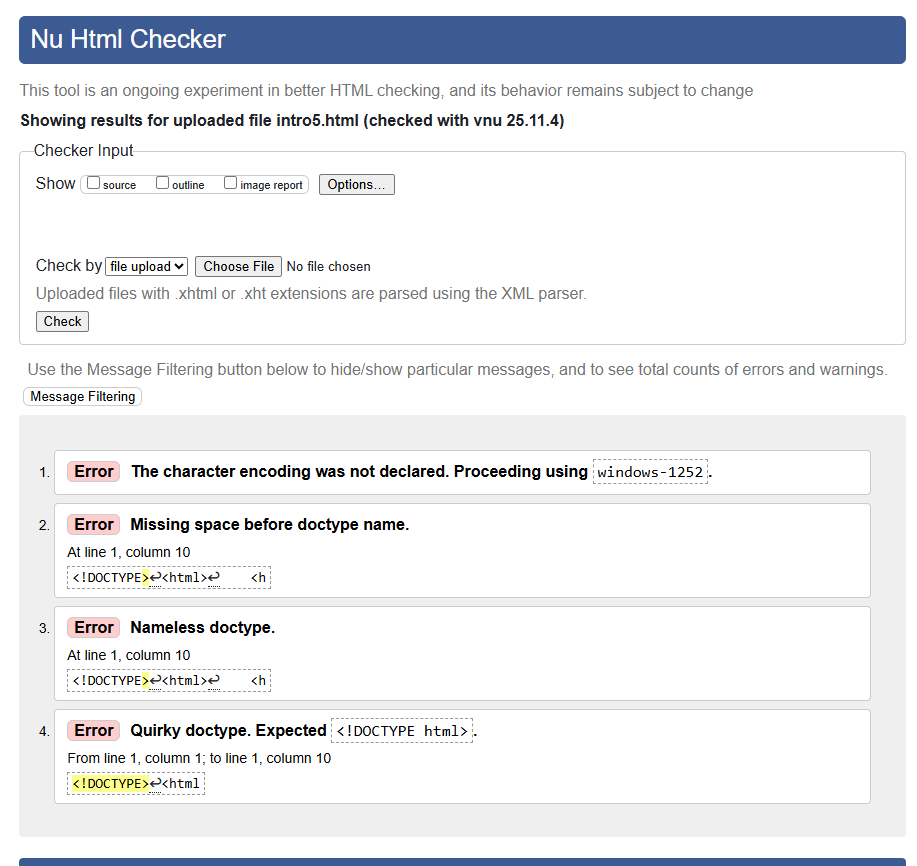 Nu Html Checker
This tool is an ongoing experiment in better HTML checking, and its behavior remains subject to change
Showing results for uploaded file intro5.html (checked with vnu 25.11.4)
Checker Input
Show source outline image report Options...
Check by file upload Choose File No file chosen
Uploaded files with .xhtml or .xht extensions are parsed using the XML parser.
Check
Use the Message Filtering button below to hide/show particular messages, and to see total counts of errors and warnings.
Message Filtering
1. Error The character encoding was not declared. Proceeding using windows-1252.
2. Error Missing space before doctype name.
At line 1, column 10
<!DOCTYPE>↩<html>↩    <h
3. Error Nameless doctype.
At line 1, column 10
<!DOCTYPE>↩<html>↩    <h
4. Error Quirky doctype. Expected <!DOCTYPE html>.
From line 1, column 1; to line 1, column 10
<!DOCTYPE>↩<html